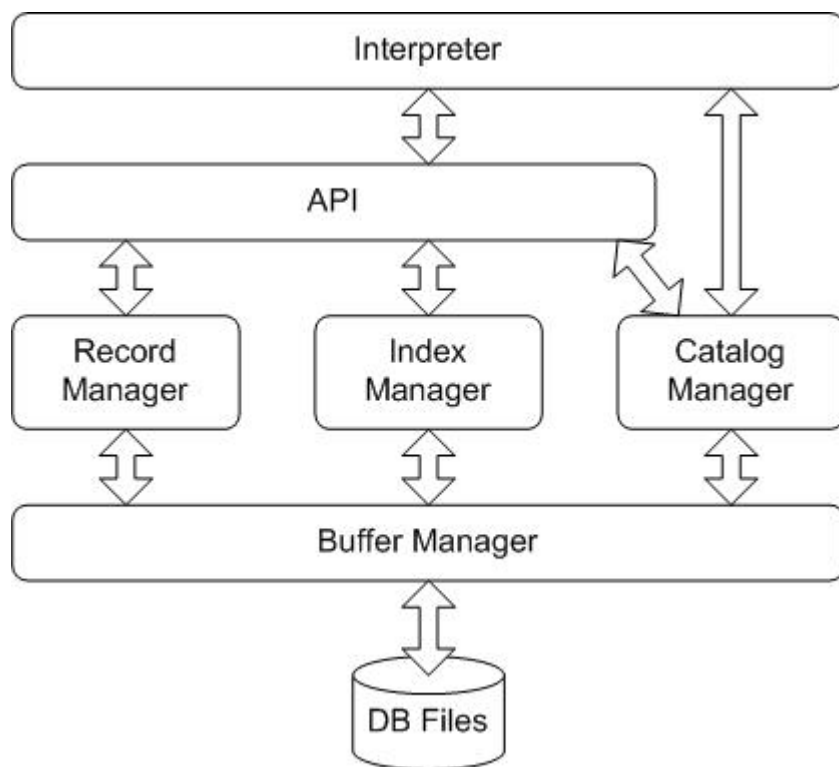 Interpreter
API
Record
Manager
Index
Manager
Catalog
Manager
Buffer Manager
DB Files